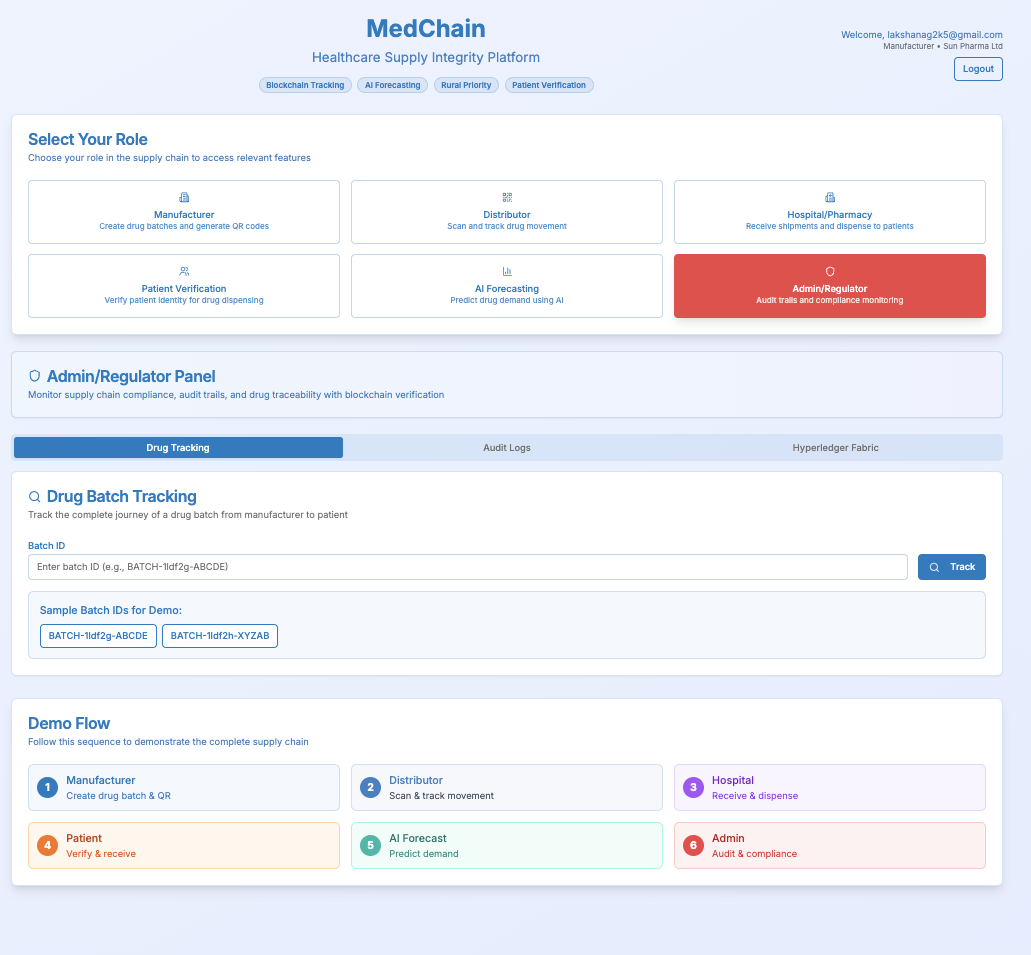 MedChain
Healthcare Supply Integrity Platform
Blockchain Tracking
AI Forecasting
Rural Priority
Patient Verification
Welcome, lakshanag2k5@gmail.com
Manufacturer • Sun Pharma Ltd
Logout
Select Your Role
Choose your role in the supply chain to access relevant features
Manufacturer
Create drug batches and generate QR codes
Distributor
Scan and track drug movement
Hospital/Pharmacy
Receive shipments and dispense to patients
Patient Verification
Verify patient identity for drug dispensing
AI Forecasting
Predict drug demand using AI
Admin/Regulator
Audit trails and compliance monitoring
Admin/Regulator Panel
Monitor supply chain compliance, audit trails, and drug traceability with blockchain verification
Drug Tracking
Audit Logs
Hyperledger Fabric
Drug Batch Tracking
Track the complete journey of a drug batch from manufacturer to patient
Batch ID
Enter batch ID (e.g., BATCH-1ldf2g-ABCDE)
Track
Sample Batch IDs for Demo:
BATCH-1ldf2g-ABCDE
BATCH-1ldf2h-XYZAB
Demo Flow
Follow this sequence to demonstrate the complete supply chain
1
Manufacturer
Create drug batch & QR
2
Distributor
Scan & track movement
3
Hospital
Receive & dispense
4
Patient
Verify & receive
5
AI Forecast
Predict demand
6
Admin
Audit & compliance